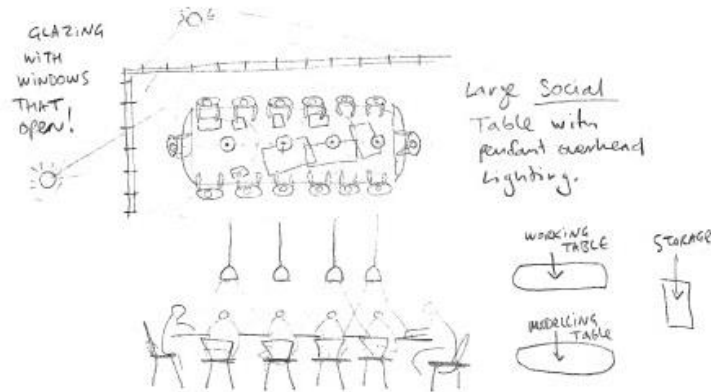 GLAZING
WITH
WINDOWS
THAT
OPEN!
Large Social
Table with
pendant overhead
Lighting.
WORKING
TABLE
STORAGE
MODELLING
TABLE